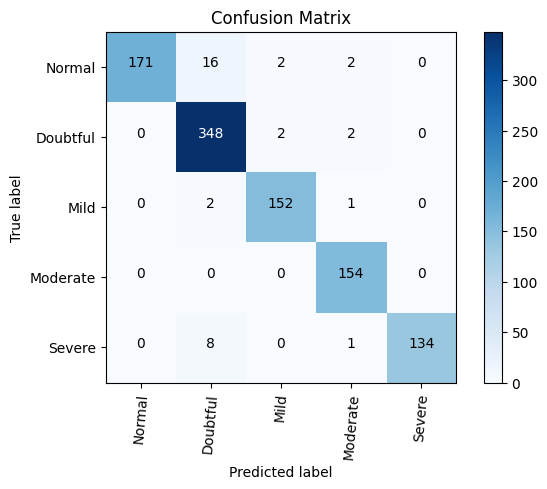 Confusion Matrix
Normal 171 16 2 2 0
Doubtful 0 348 2 2 0
Mild 0 2 152 1 0
Moderate 0 0 0 154 0
Severe 0 8 0 1 134
Normal Doubtful Mild Moderate Severe
Predicted label
True label
300
250
200
150
100
50
0